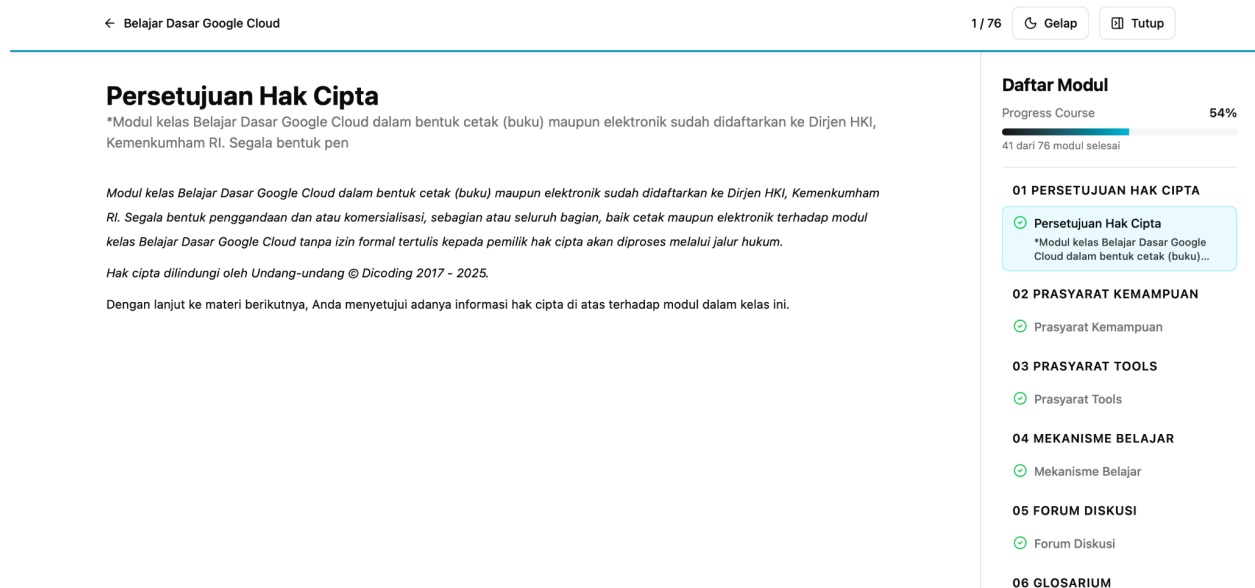 ← Belajar Dasar Google Cloud
1 / 76
Gelap
Tutup
Persetujuan Hak Cipta
*Modul kelas Belajar Dasar Google Cloud dalam bentuk cetak (buku) maupun elektronik sudah didaftarkan ke Dirjen HKI,
Kemenkumham RI. Segala bentuk pen
Modul kelas Belajar Dasar Google Cloud dalam bentuk cetak (buku) maupun elektronik sudah didaftarkan ke Dirjen HKI, Kemenkumham
RI. Segala bentuk penggandaan dan atau komersialisasi, sebagian atau seluruh bagian, baik cetak maupun elektronik terhadap modul
kelas Belajar Dasar Google Cloud tanpa izin formal tertulis kepada pemilik hak cipta akan diproses melalui jalur hukum.
Hak cipta dilindungi oleh Undang-undang © Dicoding 2017 - 2025.
Dengan lanjut ke materi berikutnya, Anda menyetujui adanya informasi hak cipta di atas terhadap modul dalam kelas ini.
Daftar Modul
Progress Course 54%
41 dari 76 modul selesai
01 PERSETUJUAN HAK CIPTA
Persetujuan Hak Cipta
*Modul kelas Belajar Dasar Google
Cloud dalam bentuk cetak (buku)...
02 PRASYARAT KEMAMPUAN
Prasyarat Kemampuan
03 PRASYARAT TOOLS
Prasyarat Tools
04 MEKANISME BELAJAR
Mekanisme Belajar
05 FORUM DISKUSI
Forum Diskusi
06 GLOSARIUM